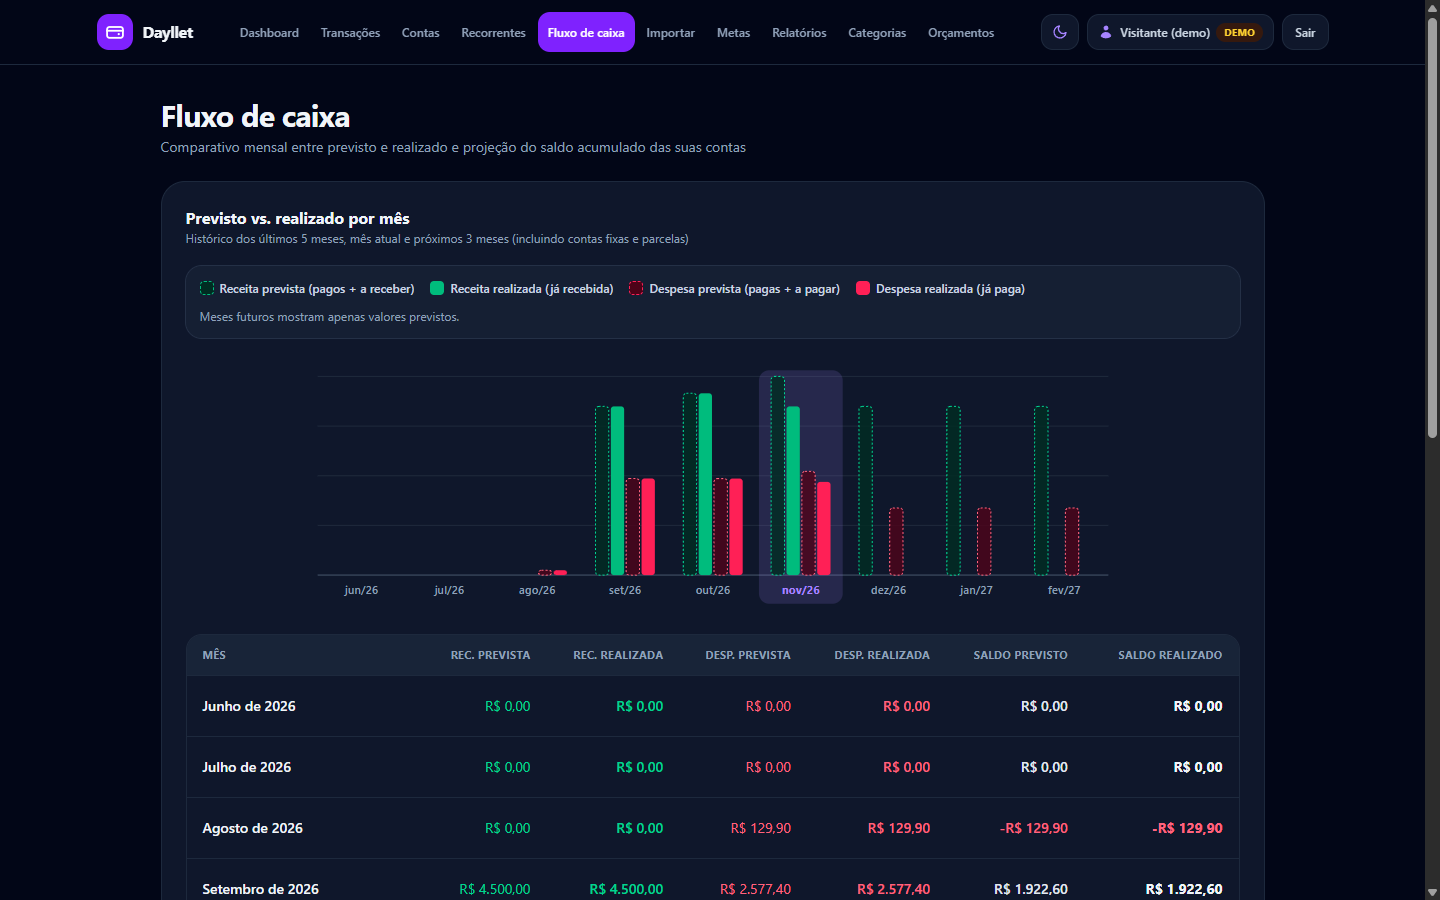 Dayllet
Dashboard Transações Contas Recorrentes Fluxo de caixa Importar Metas Relatórios Categorias Orçamentos Visitante (demo) DEMO Sair
Fluxo de caixa
Comparativo mensal entre previsto e realizado e projeção do saldo acumulado das suas contas
Previsto vs. realizado por mês
Histórico dos últimos 5 meses, mês atual e próximos 3 meses (incluindo contas fixas e parcelas)
Receita prevista (pagos + a receber) Receita realizada (já recebida) Despesa prevista (pagas + a pagar) Despesa realizada (já paga)
Meses futuros mostram apenas valores previstos.
jun/26 jul/26 ago/26 set/26 out/26 nov/26 dez/26 jan/27 fev/27
MÊS REC. PREVISTA REC. REALIZADA DESP. PREVISTA DESP. REALIZADA SALDO PREVISTO SALDO REALIZADO
Junho de 2026 R$ 0,00 R$ 0,00 R$ 0,00 R$ 0,00 R$ 0,00 R$ 0,00
Julho de 2026 R$ 0,00 R$ 0,00 R$ 0,00 R$ 0,00 R$ 0,00 R$ 0,00
Agosto de 2026 R$ 0,00 R$ 0,00 R$ 129,90 R$ 129,90 -R$ 129,90 -R$ 129,90
Setembro de 2026 R$ 4.500,00 R$ 4.500,00 R$ 2.577,40 R$ 2.577,40 R$ 1.922,60 R$ 1.922,60